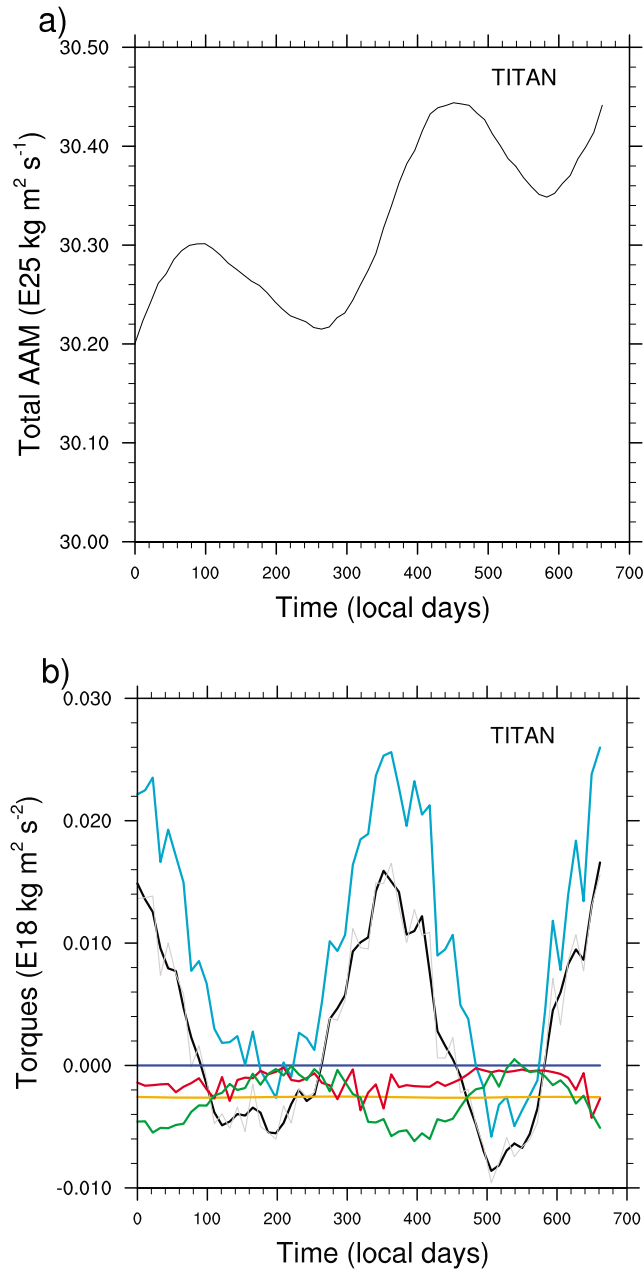 a)
TITAN
Total AAM (E25 kg m² s⁻¹)
30.50
30.40
30.30
30.20
30.10
30.00
0 100 200 300 400 500 600 700
Time (local days)
b)
TITAN
Torques (E18 kg m² s⁻²)
0.030
0.020
0.010
0.000
-0.010
0 100 200 300 400 500 600 700
Time (local days)